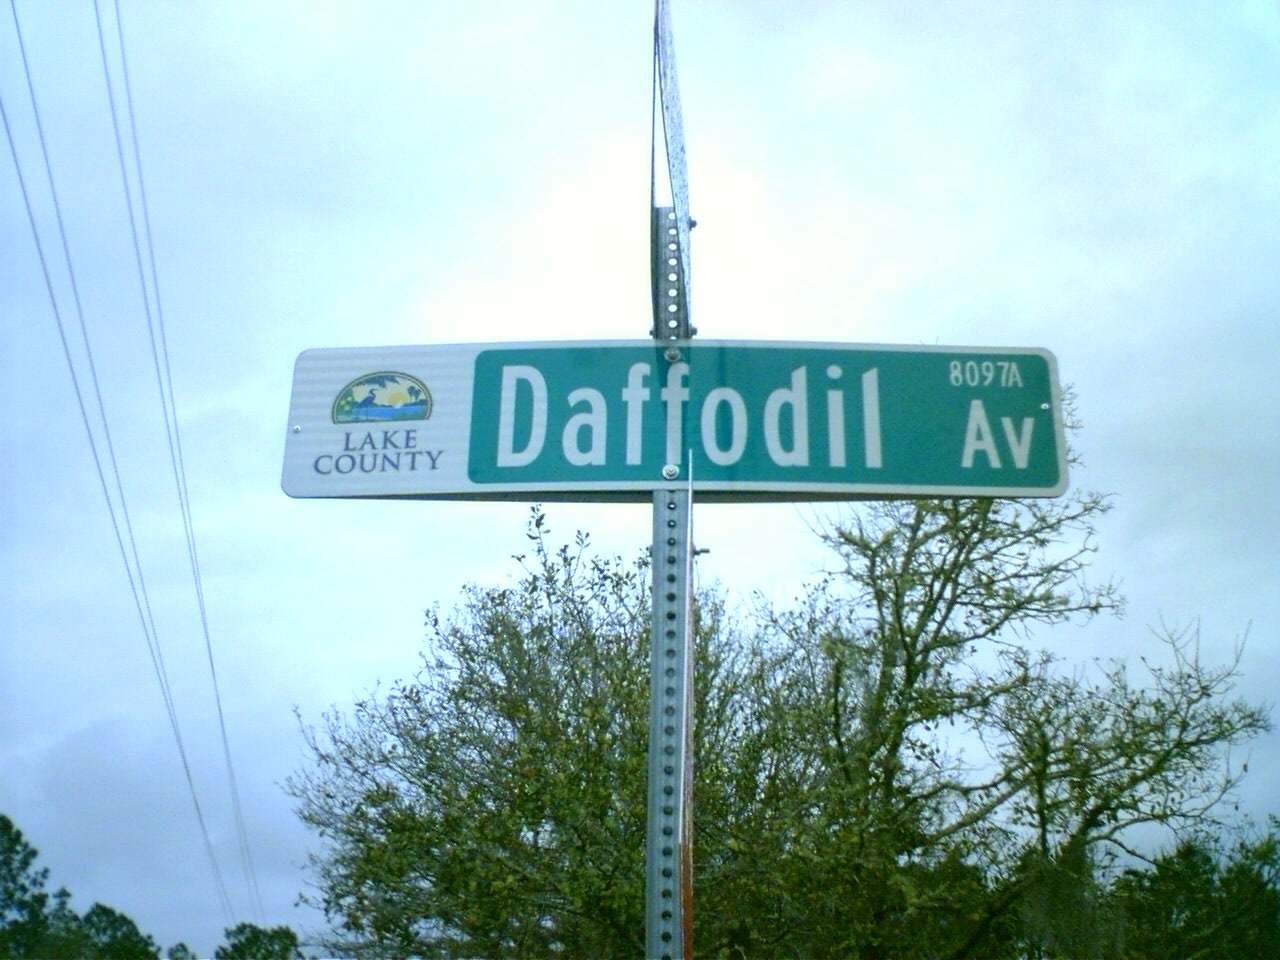 LAKE
COUNTY
Daffodil
8097A
Av